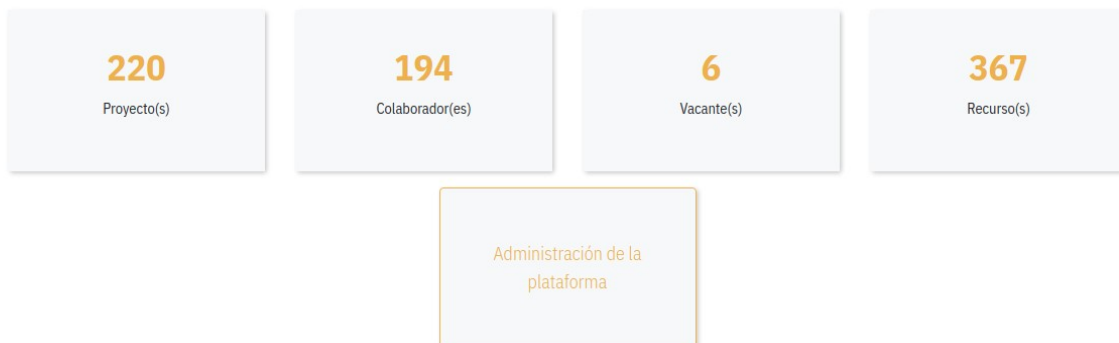 220
Proyecto(s)
194
Colaborador(es)
6
Vacante(s)
367
Recurso(s)
Administración de la
plataforma